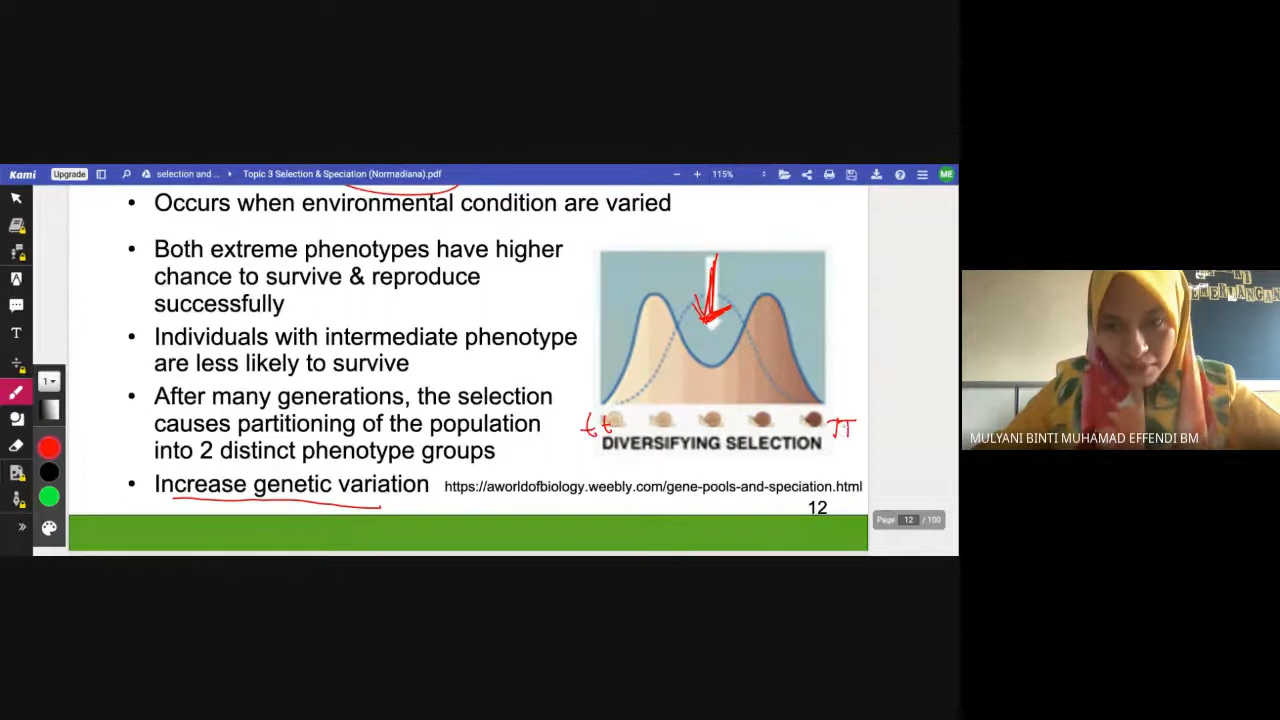 Kami Upgrade selection and ... Topic 3 Selection & Speciation (Normadiana).pdf 115% ME
• Occurs when environmental condition are varied
• Both extreme phenotypes have higher
chance to survive & reproduce
successfully
• Individuals with intermediate phenotype
are less likely to survive
• After many generations, the selection
causes partitioning of the population
into 2 distinct phenotype groups
• Increase genetic variation
tt TT
DIVERSIFYING SELECTION
https://aworldofbiology.weebly.com/gene-pools-and-speciation.html
12
Page 12 / 100
1
T
MULYANI BINTI MUHAMAD EFFENDI BM